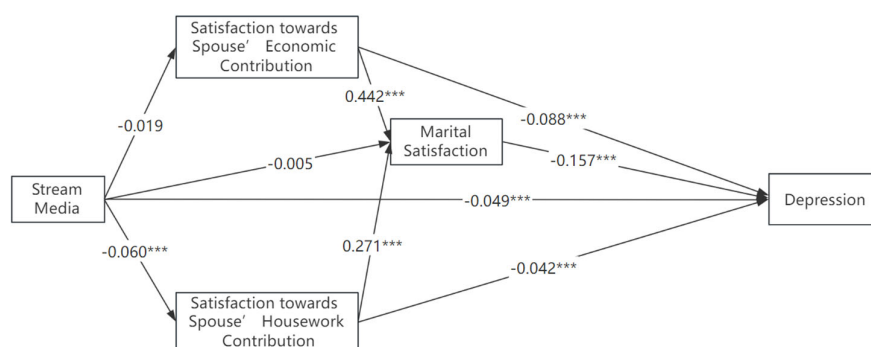 Satisfaction towards
Spouse’ Economic
Contribution
0.442***
-0.088***
-0.019
Marital
Satisfaction
-0.005
-0.157***
Stream
Media
-0.049***
Depression
-0.060***
0.271***
-0.042***
Satisfaction towards
Spouse’ Housework
Contribution